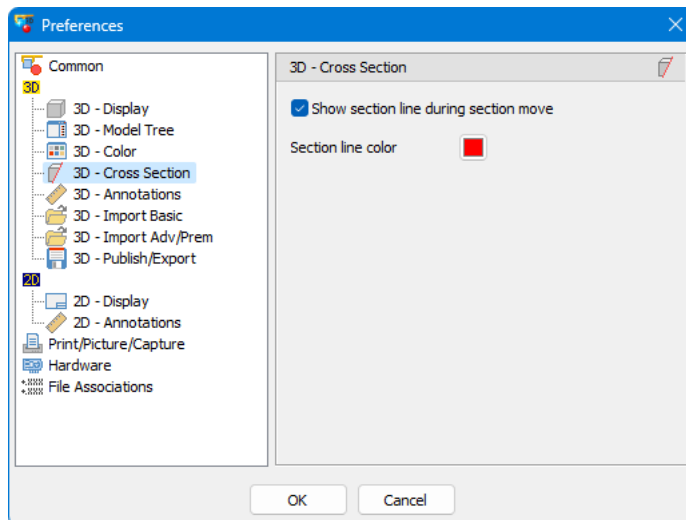 Preferences
Common
3D
3D - Display
3D - Model Tree
3D - Color
3D - Cross Section
3D - Annotations
3D - Import Basic
3D - Import Adv/Prem
3D - Publish/Export
2D
2D - Display
2D - Annotations
Print/Picture/Capture
Hardware
File Associations
3D - Cross Section
Show section line during section move
Section line color
OK
Cancel